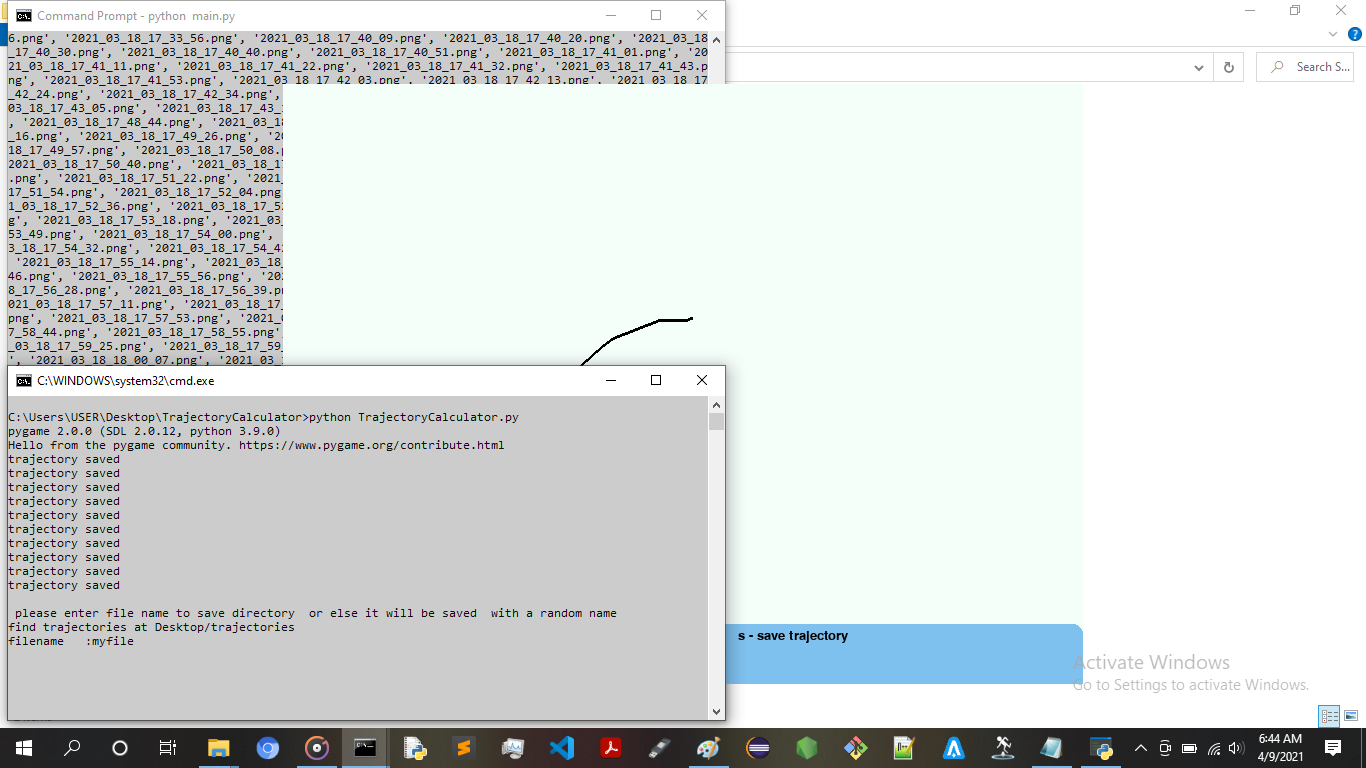 Command Prompt - python  main.py
6.png', '2021_03_18_17_33_56.png', '2021_03_18_17_40_09.png', '2021_03_18_17_40_20.png', '2021_03_18
_17_40_30.png', '2021_03_18_17_40_40.png', '2021_03_18_17_40_51.png', '2021_03_18_17_41_01.png', '20
21_03_18_17_41_11.png', '2021_03_18_17_41_22.png', '2021_03_18_17_41_32.png', '2021_03_18_17_41_43.p
ng', '2021_03_18_17_41_53.png', '2021_03_18_17_42_03.png', '2021_03_18_17_42_13.png', '2021_03_18_17
_42_24.png', '2021_03_18_17_42_34.png',
03_18_17_43_05.png', '2021_03_18_17_43_
, '2021_03_18_17_48_44.png', '2021_03_1
_16.png', '2021_03_18_17_49_26.png', '2
18_17_49_57.png', '2021_03_18_17_50_08.
2021_03_18_17_50_40.png', '2021_03_18_1
.png', '2021_03_18_17_51_22.png', '2021_
17_51_54.png', '2021_03_18_17_52_04.png
1_03_18_17_52_36.png', '2021_03_18_17_5
g', '2021_03_18_17_53_18.png', '2021_03_
53_49.png', '2021_03_18_17_54_00.png',
3_18_17_54_32.png', '2021_03_18_17_54_4
'2021_03_18_17_55_14.png', '2021_03_18
46.png', '2021_03_18_17_55_56.png', '20
8_17_56_28.png', '2021_03_18_17_56_39.p
021_03_18_17_57_11.png', '2021_03_18_17_
png', '2021_03_18_17_57_53.png', '2021_
7_58_44.png', '2021_03_18_17_58_55.png'
_03_18_17_59_25.png', '2021_03_18_17_59_
', '2021_03_18_18_00_07.png', '2021_03_
Search S...
C:\WINDOWS\system32\cmd.exe
C:\Users\USER\Desktop\TrajectoryCalculator>python TrajectoryCalculator.py
pygame 2.0.0 (SDL 2.0.12, python 3.9.0)
Hello from the pygame community. https://www.pygame.org/contribute.html
trajectory saved
trajectory saved
trajectory saved
trajectory saved
trajectory saved
trajectory saved
trajectory saved
trajectory saved
trajectory saved
trajectory saved
please enter file name to save directory  or else it will be saved  with a random name
find trajectories at Desktop/trajectories
filename   :myfile
s - save trajectory
Activate Windows
Go to Settings to activate Windows.
6:44 AM
4/9/2021